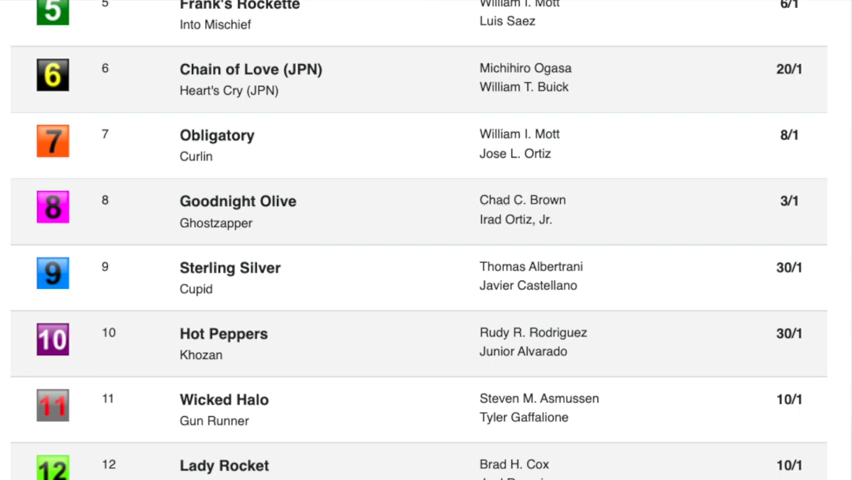 5 5 Frank's Rockette William I. Mott 6/1
Into Mischief Luis Saez
6 6 Chain of Love (JPN) Michihiro Ogasa 20/1
Heart's Cry (JPN) William T. Buick
7 7 Obligatory William I. Mott 8/1
Curlin Jose L. Ortiz
8 8 Goodnight Olive Chad C. Brown 3/1
Ghostzapper Irad Ortiz, Jr.
9 9 Sterling Silver Thomas Albertrani 30/1
Cupid Javier Castellano
10 10 Hot Peppers Rudy R. Rodriguez 30/1
Khozan Junior Alvarado
11 11 Wicked Halo Steven M. Asmussen 10/1
Gun Runner Tyler Gaffalione
12 12 Lady Rocket Brad H. Cox 10/1